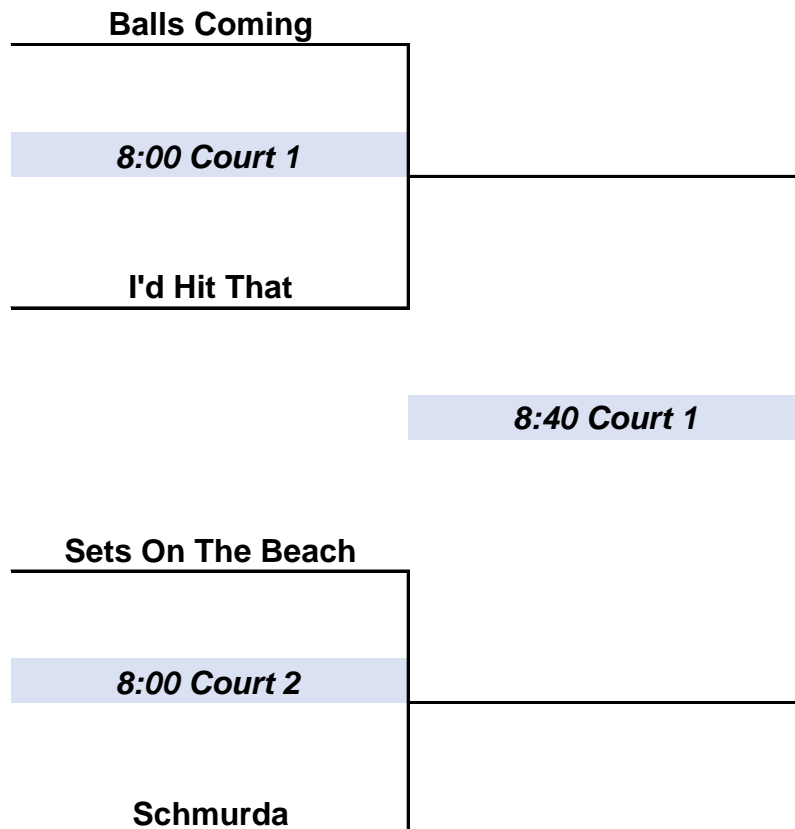 Balls Coming
8:00 Court 1
I'd Hit That
8:40 Court 1
Sets On The Beach
8:00 Court 2
Schmurda